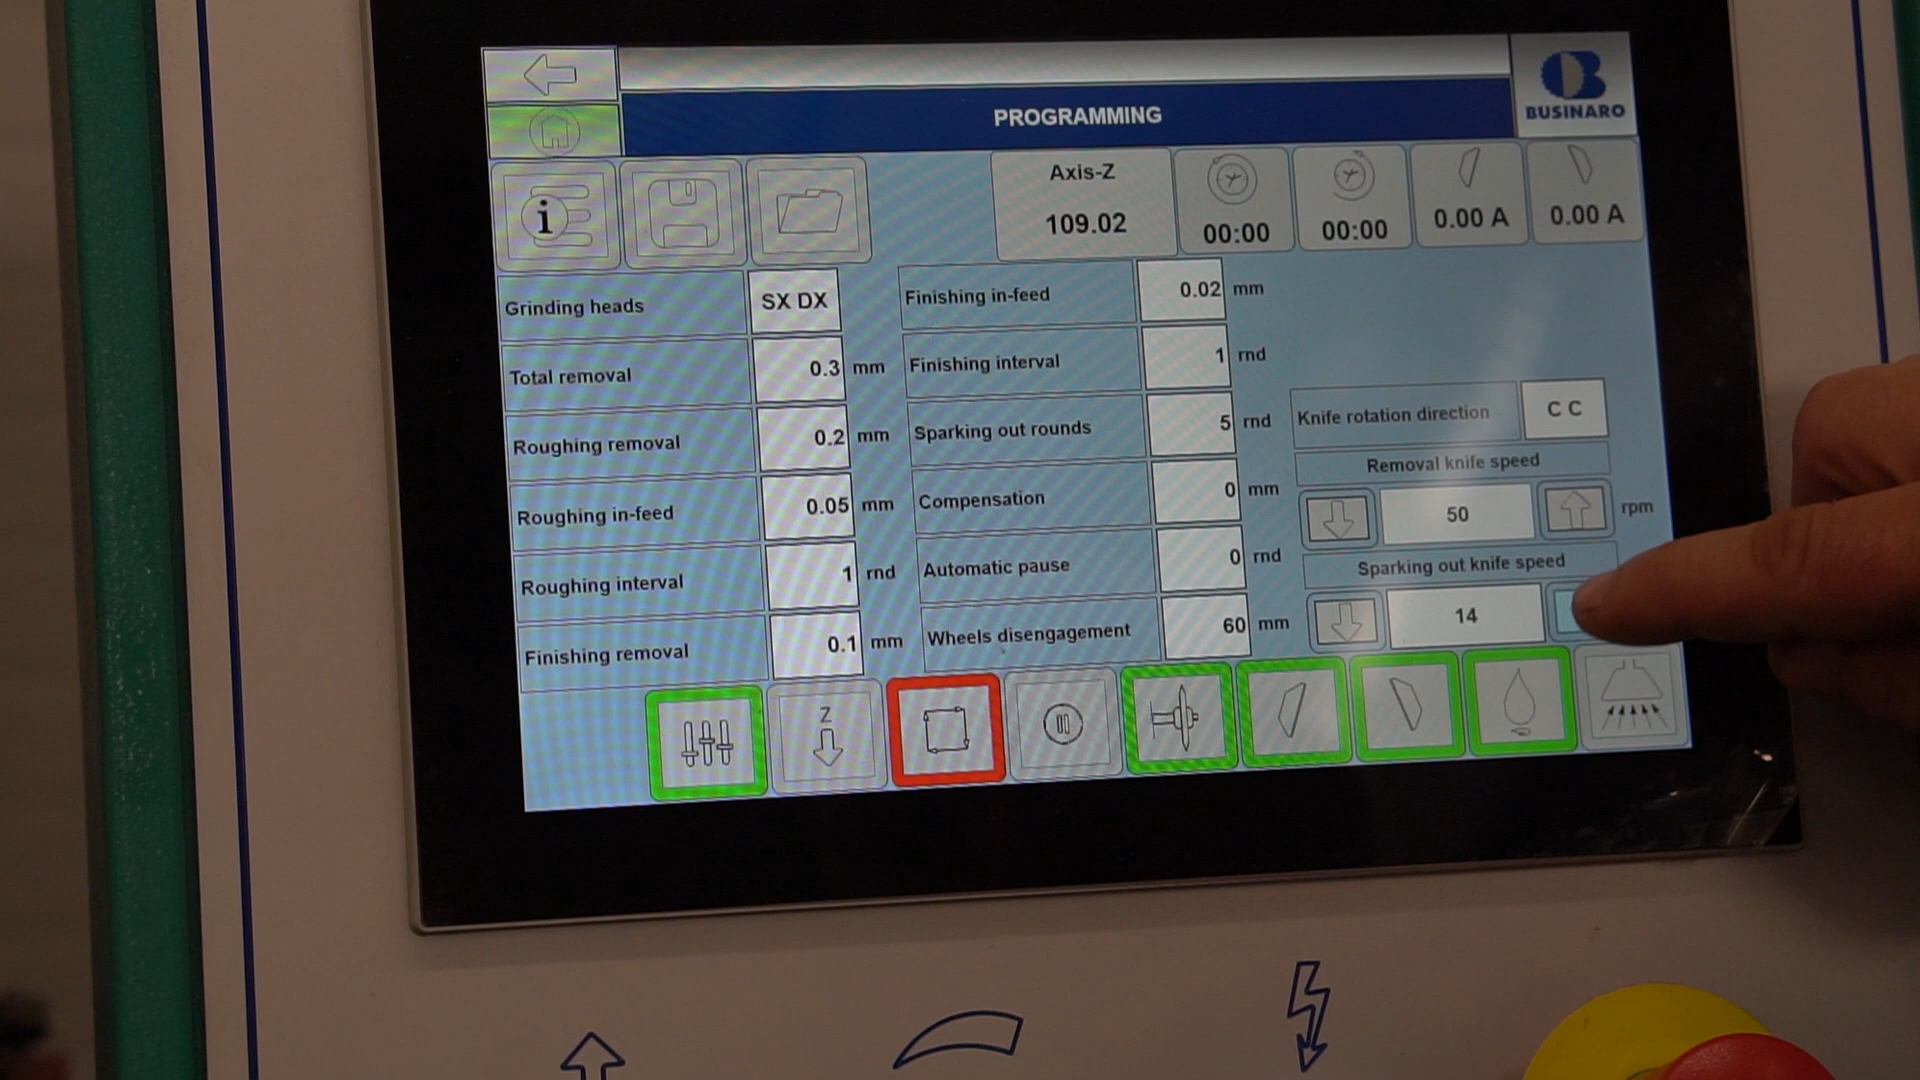 PROGRAMMING
BUSINARO
i
Axis-Z
109.02
00:00
00:00
0.00 A
0.00 A
Grinding heads SX DX
Total removal 0.3 mm
Roughing removal 0.2 mm
Roughing in-feed 0.05 mm
Roughing interval 1 rnd
Finishing removal 0.1 mm
Finishing in-feed 0.02 mm
Finishing interval 1 rnd
Sparking out rounds 5 rnd
Compensation 0 mm
Automatic pause 0 rnd
Wheels disengagement 60 mm
Knife rotation direction C C
Removal knife speed
50 rpm
Sparking out knife speed
14
Z